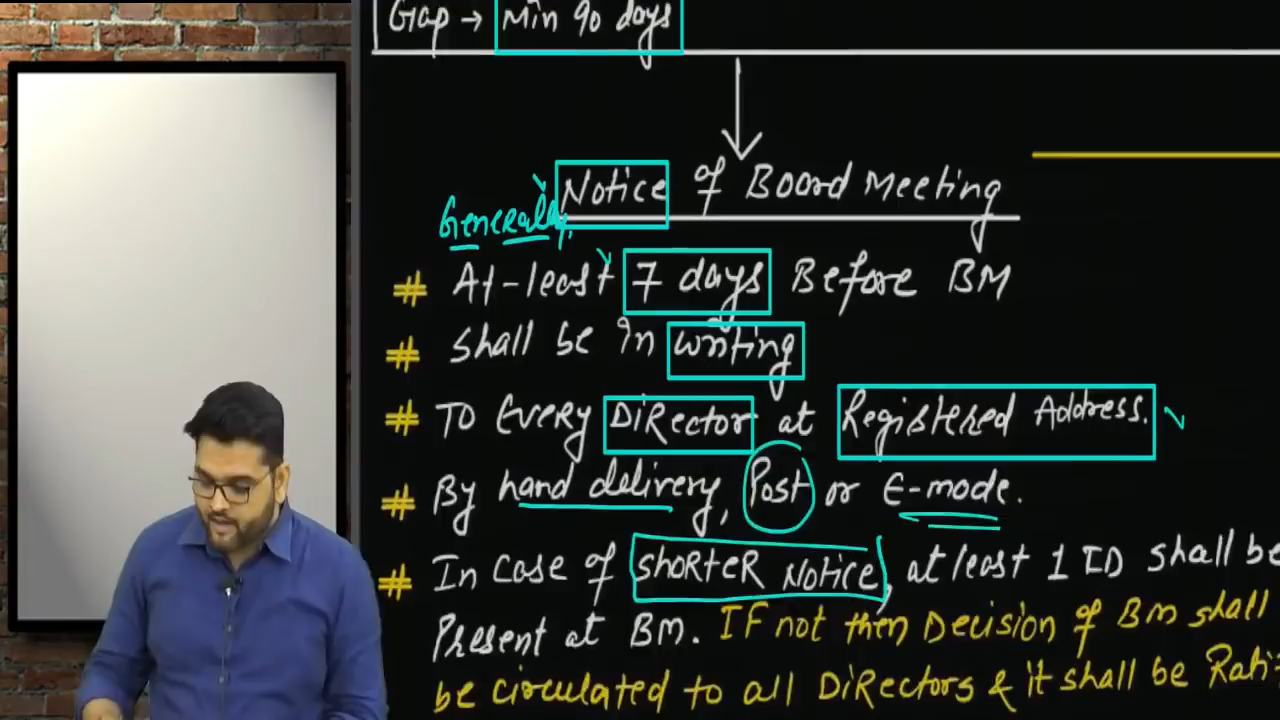 Gap → Min 90 days
Notice of Board Meeting
Generally,
# At-least 7 days Before BM
# Shall be in writing
# To Every Director at Registered Address.
# By hand delivery, Post or E-mode.
# In case of shorter Notice, at least 1 ID shall be
Present at BM. If not then Decision of BM shall
be circulated to all Directors & it shall be Rati